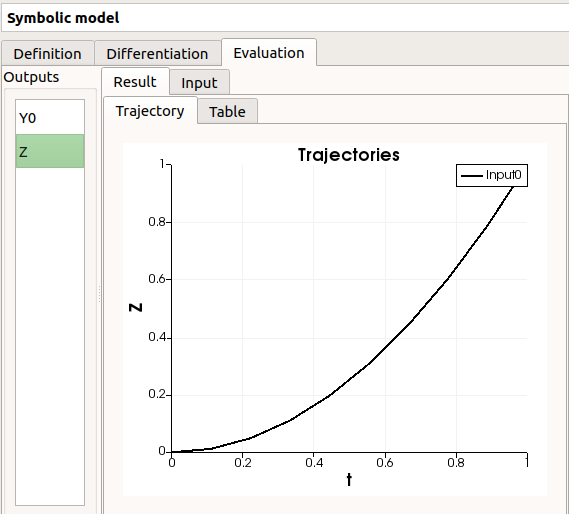 Symbolic model
Definition Differentiation Evaluation
Outputs
Result Input
Y0
Z
Trajectory Table
Trajectories
Input0
1
0.8
0.6
0.4
0.2
0
Z
0 0.2 0.4 0.6 0.8 1
t